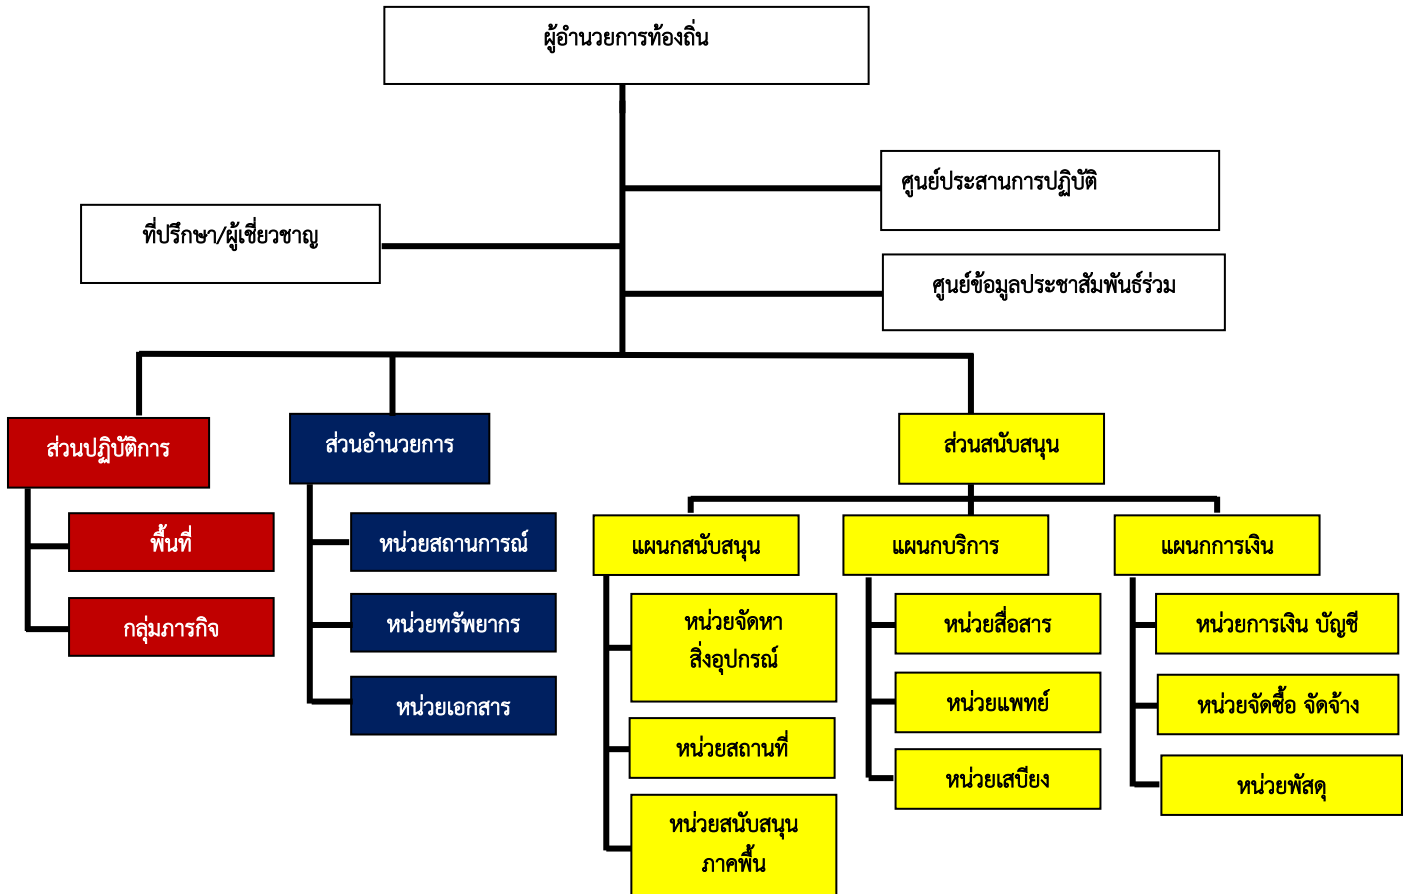 ผู้อำนวยการท้องถิ่น
ศูนย์ประสานการปฏิบัติ
ที่ปรึกษา/ผู้เชี่ยวชาญ
ศูนย์ข้อมูลประชาสัมพันธ์ร่วม
ส่วนปฏิบัติการ
พื้นที่
กลุ่มภารกิจ
ส่วนอำนวยการ
หน่วยสถานการณ์
หน่วยทรัพยากร
หน่วยเอกสาร
ส่วนสนับสนุน
แผนกสนับสนุน
หน่วยจัดหา
สิ่งอุปกรณ์
หน่วยสถานที่
หน่วยสนับสนุน
ภาคพื้น
แผนกบริการ
หน่วยสื่อสาร
หน่วยแพทย์
หน่วยเสบียง
แผนกการเงิน
หน่วยการเงิน บัญชี
หน่วยจัดซื้อ จัดจ้าง
หน่วยพัสดุ